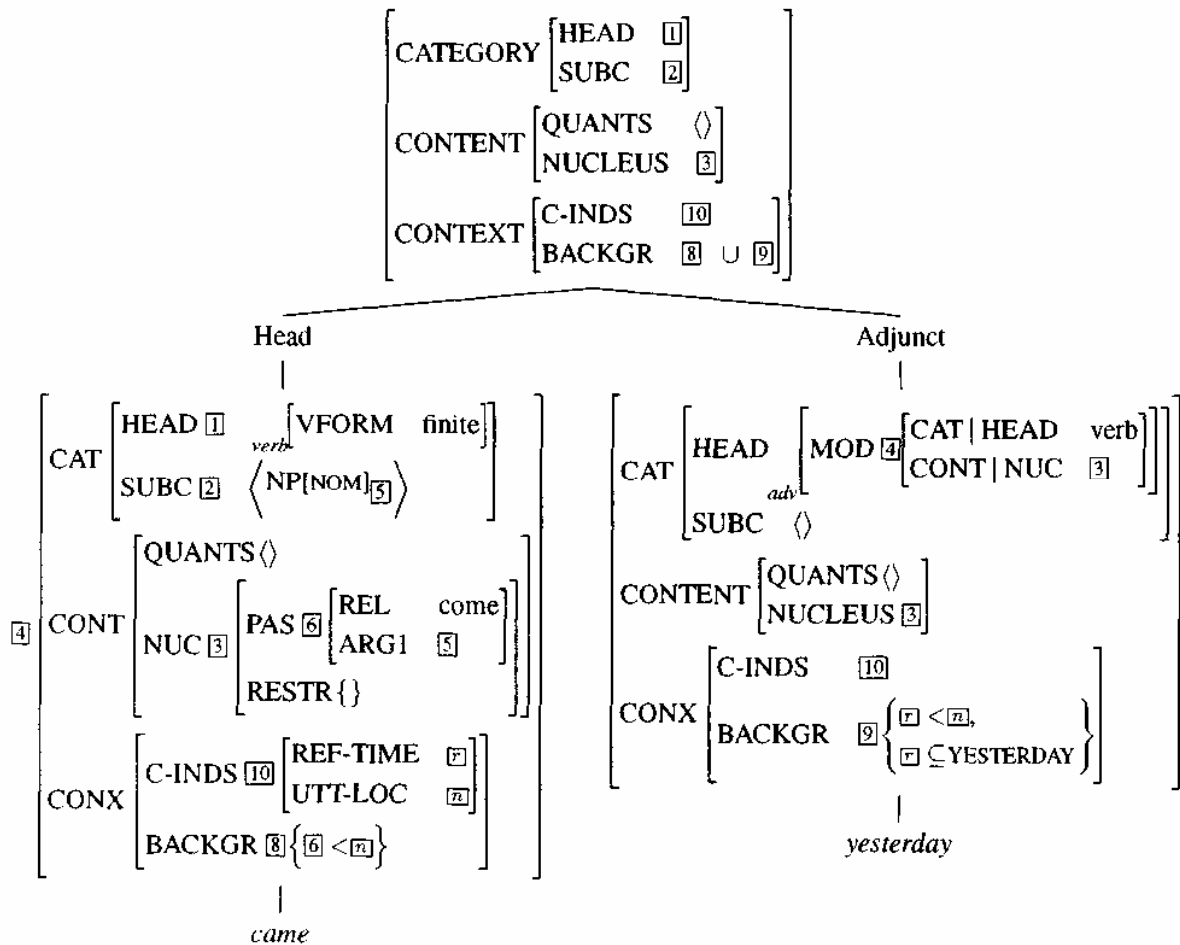 CATEGORY [HEAD [1]
SUBC [2]]
CONTENT [QUANTS ⟨⟩
NUCLEUS [3]]
CONTEXT [C-INDS [10]
BACKGR [8] ∪ [9]]
Head
[4] CAT [HEAD [1] verb[VFORM finite]
SUBC [2] ⟨NP[NOM][5]⟩]
CONT [QUANTS⟨⟩
NUC [3] [PAS [6] [REL come
ARG1 [5]]
RESTR{}]]
CONX [C-INDS [10] [REF-TIME [r]
UTT-LOC [n]]
BACKGR [8]{[6] <[n]}]
came
Adjunct
CAT [HEAD adv[MOD [4] [CAT | HEAD verb
CONT | NUC [3]]]
SUBC ⟨⟩]
CONTENT [QUANTS⟨⟩
NUCLEUS [3]]
CONX [C-INDS [10]
BACKGR [9] {[r] <[n],
[r] ⊆YESTERDAY}]
yesterday